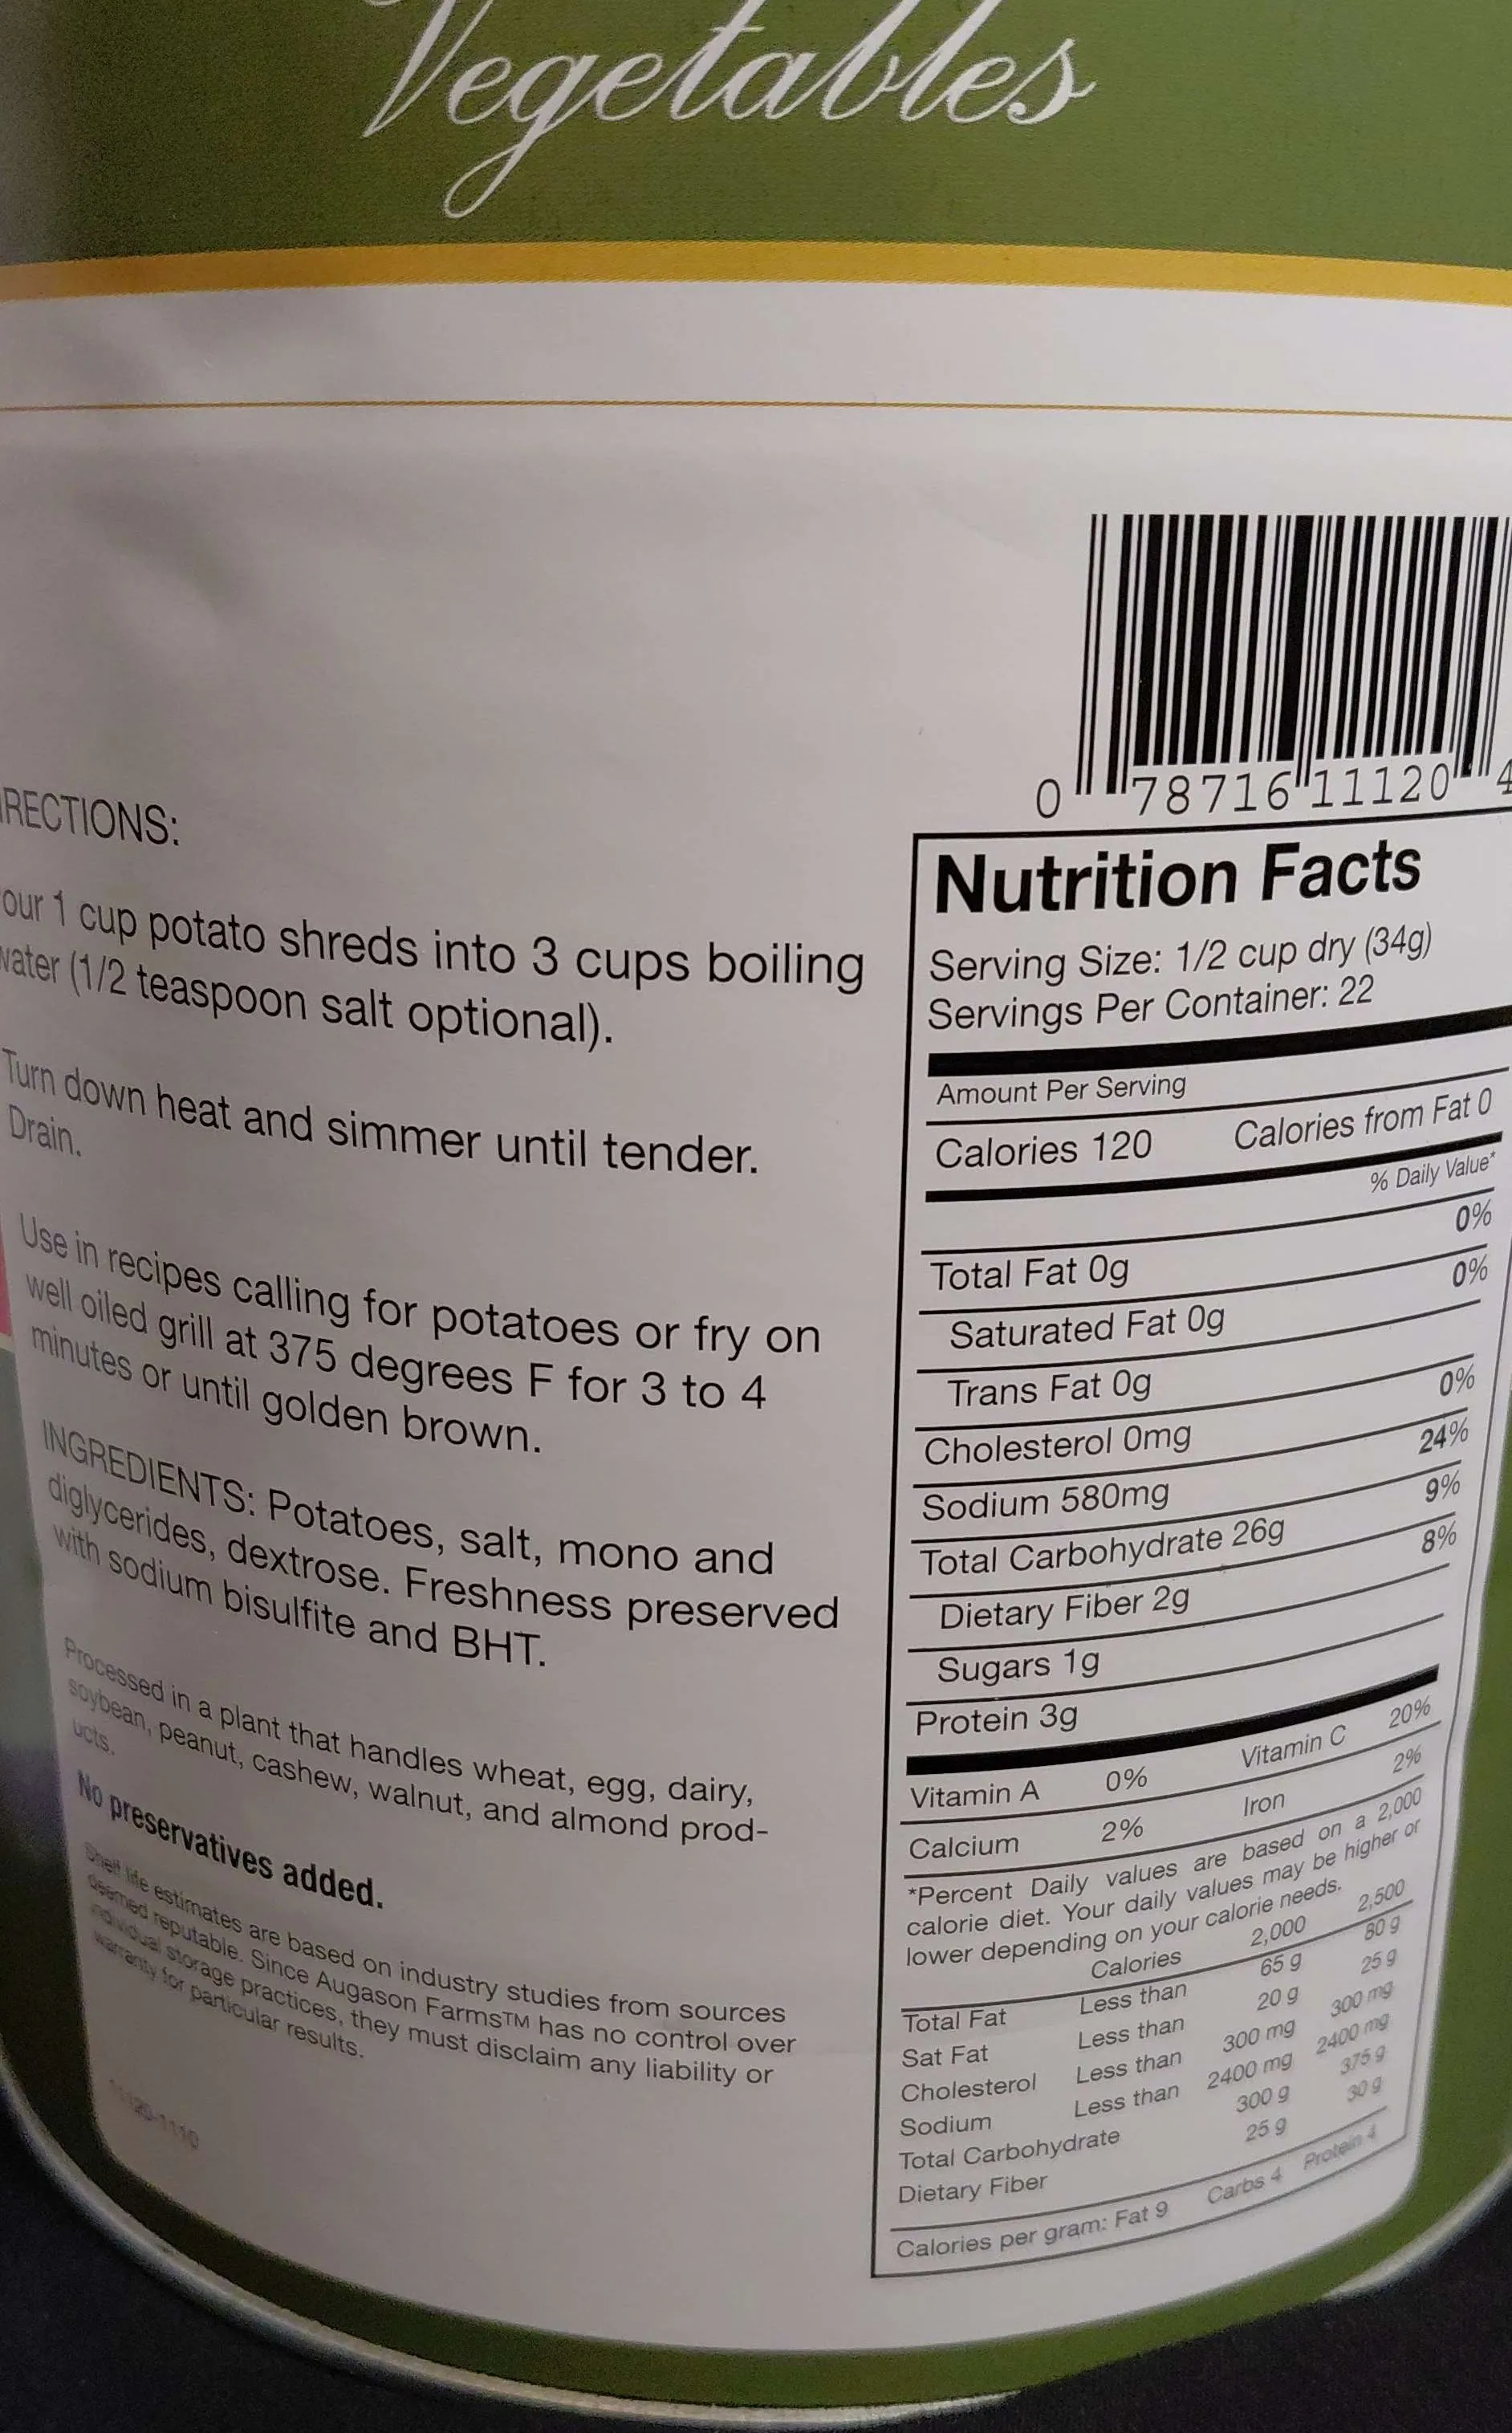 Vegetables
RECTIONS:
our 1 cup potato shreds into 3 cups boiling
water (1/2 teaspoon salt optional).
Turn down heat and simmer until tender.
Drain.
Use in recipes calling for potatoes or fry on
well oiled grill at 375 degrees F for 3 to 4
minutes or until golden brown.
INGREDIENTS: Potatoes, salt, mono and
diglycerides, dextrose. Freshness preserved
with sodium bisulfite and BHT.
Processed in a plant that handles wheat, egg, dairy,
soybean, peanut, cashew, walnut, and almond prod-
ucts.
No preservatives added.
Shelf life estimates are based on industry studies from sources
deemed reputable. Since Augason Farms™ has no control over
individual storage practices, they must disclaim any liability or
warranty for particular results.
11120-1110
0 78716 11120 4
Nutrition Facts
Serving Size: 1/2 cup dry (34g)
Servings Per Container: 22
Amount Per Serving
Calories 120 Calories from Fat 0
% Daily Value*
Total Fat 0g 0%
Saturated Fat 0g 0%
Trans Fat 0g
Cholesterol 0mg 0%
Sodium 580mg 24%
Total Carbohydrate 26g 9%
Dietary Fiber 2g 8%
Sugars 1g
Protein 3g
Vitamin A 0% Vitamin C 20%
Calcium 2% Iron 2%
*Percent Daily values are based on a 2,000
calorie diet. Your daily values may be higher or
lower depending on your calorie needs.
Calories 2,000 2,500
Total Fat Less than 65 g 80 g
Sat Fat Less than 20 g 25 g
Cholesterol Less than 300 mg 300 mg
Sodium Less than 2400 mg 2400 mg
Total Carbohydrate 300 g 375 g
Dietary Fiber 25 g 30 g
Calories per gram: Fat 9 Carbs 4 Protein 4